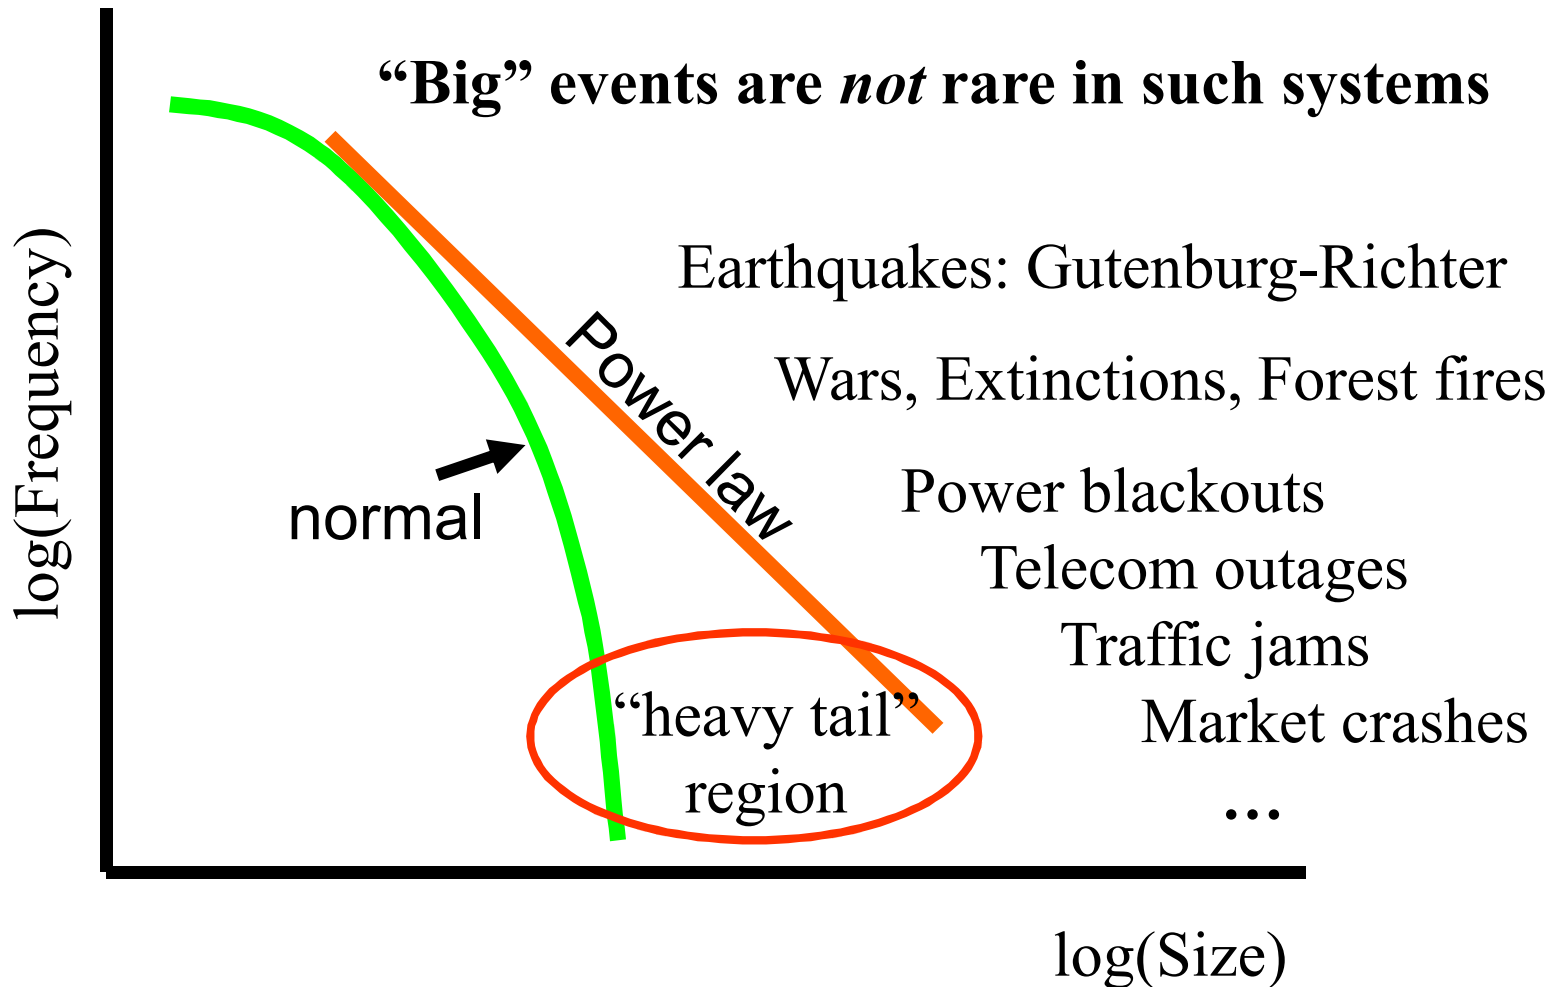 “Big” events are not rare in such systems
Earthquakes: Gutenburg-Richter
Wars, Extinctions, Forest fires
Power blackouts
Telecom outages
Traffic jams
Market crashes
...
log(Frequency)
Power law
normal
“heavy tail”
region
log(Size)